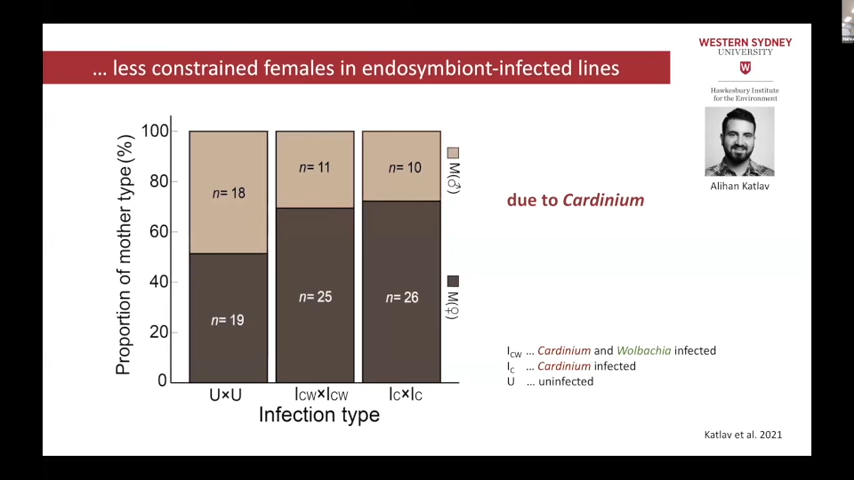 … less constrained females in endosymbiont-infected lines
WESTERN SYDNEY
UNIVERSITY
W
Hawkesbury Institute
for the Environment
Alihan Katlav
Proportion of mother type (%)
100
80
60
40
20
0
n= 18
n= 11
n= 10
n= 19
n= 25
n= 26
M(♂)
M(♀)
U×U
ICW×ICW
IC×IC
Infection type
due to Cardinium
ICW … Cardinium and Wolbachia infected
IC … Cardinium infected
U … uninfected
Katlav et al. 2021